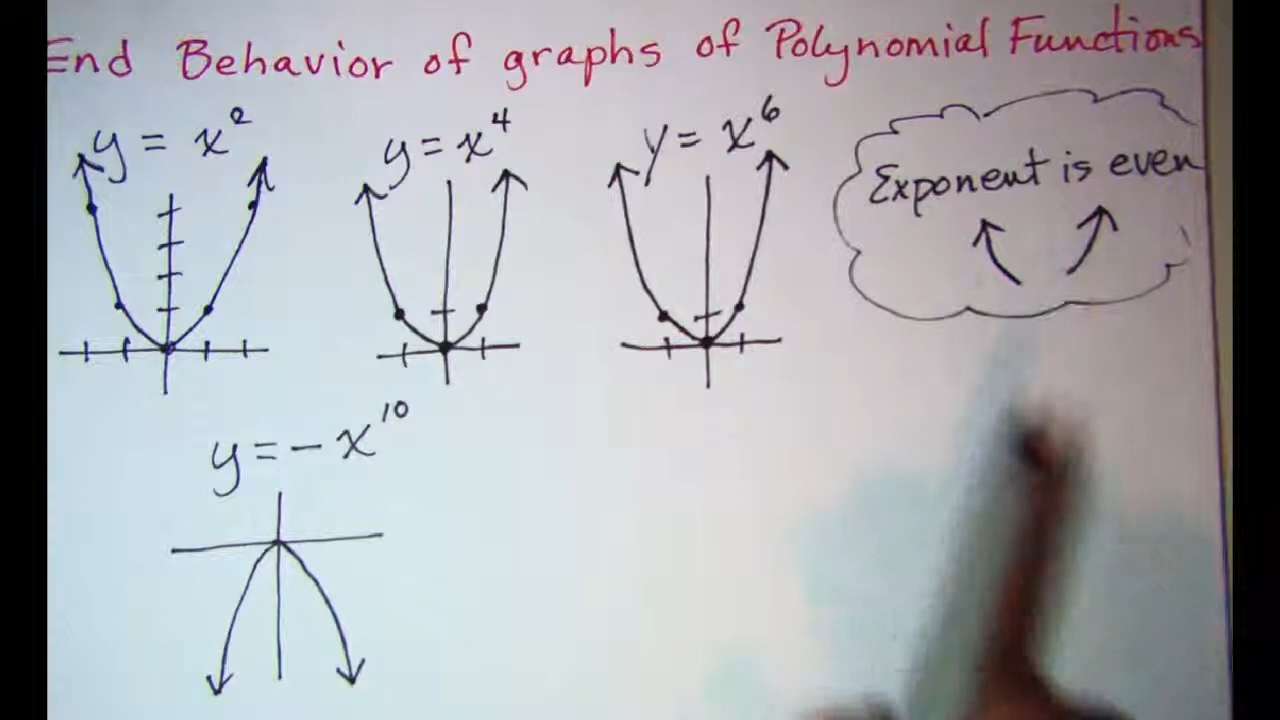 End Behavior of graphs of Polynomial Functions
y = x²
y = x⁴
y = x⁶
Exponent is even
y = - x¹⁰